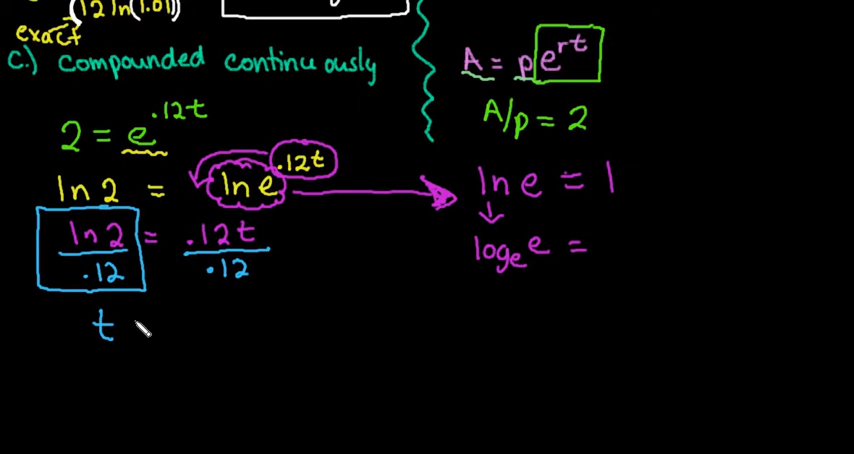 12 ln(1.01)
exact
c.) compounded continuously
A = pe^rt
A/p = 2
2 = e^.12t
ln 2 = ln e^.12t
ln e = 1
ln 2 / .12 = .12t / .12
log_e e =
t